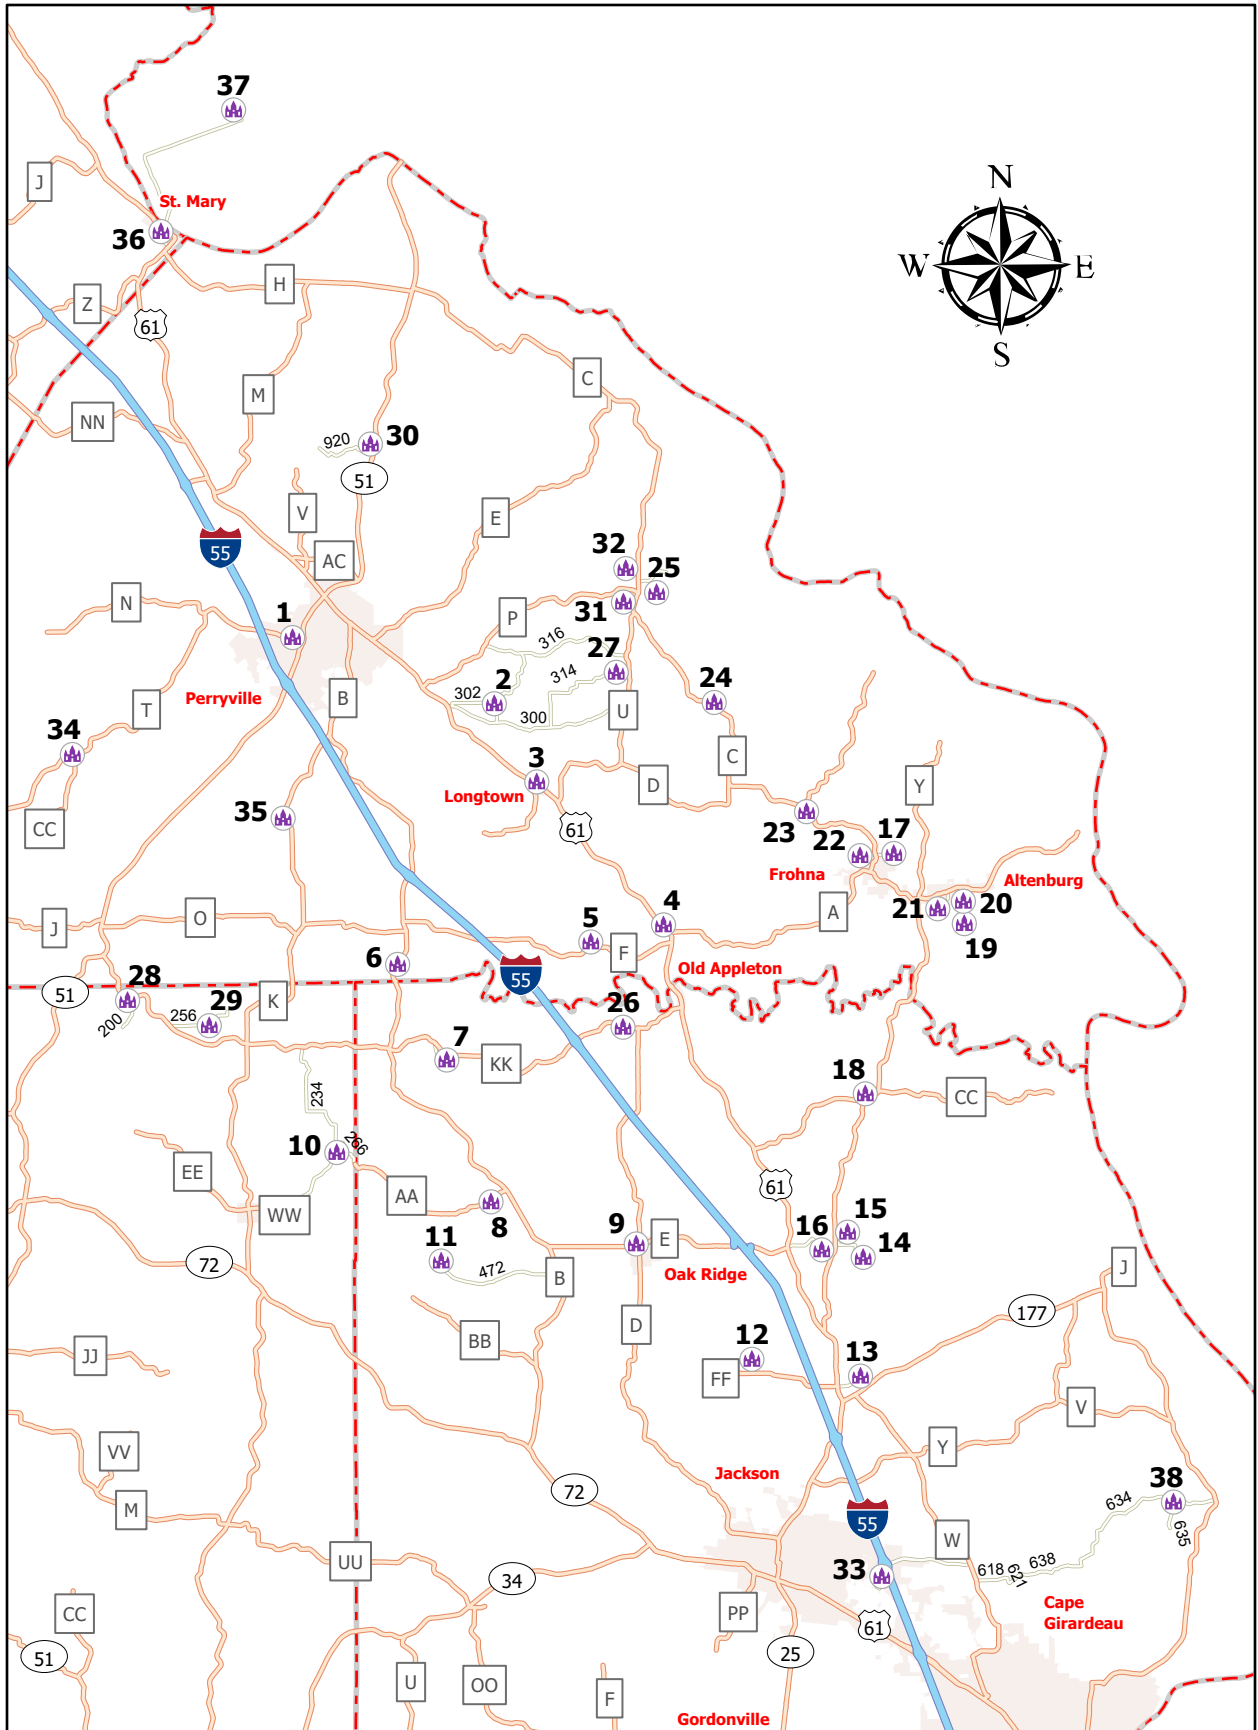 37
J
St. Mary
36
N
W
E
S
H
Z
61
M
C
NN
920
30
51
V
E
55
AC
32
25
N
1
P
31
316
27
314
2
302
24
300
Perryville
B
U
T
34
3
C
D
Y
Longtown
35
61
CC
23
22
17
Frohna
Altenburg
20
21
19
A
4
J
O
5
F
6
Old Appleton
51
28
55
K
29
26
256
200
7
KK
18
234
CC
10
266
EE
61
AA
WW
8
15
9
E
16
14
11
72
472
B
Oak Ridge
J
177
D
12
BB
13
JJ
FF
V
VV
Y
Jackson
38
72
634
M
55
635
W
UU
638
33
618
621
34
Cape
Girardeau
CC
PP
61
51
25
U
OO
F
Gordonville